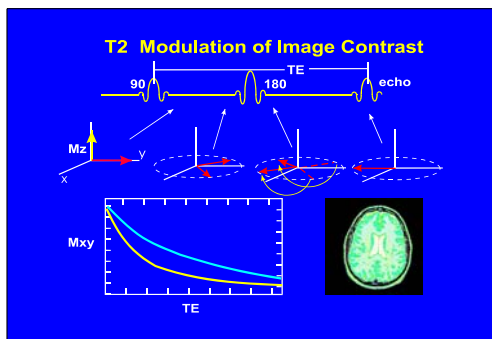 T2 Modulation of Image Contrast
TE
90
180
echo
Mz
y
x
Mxy
TE